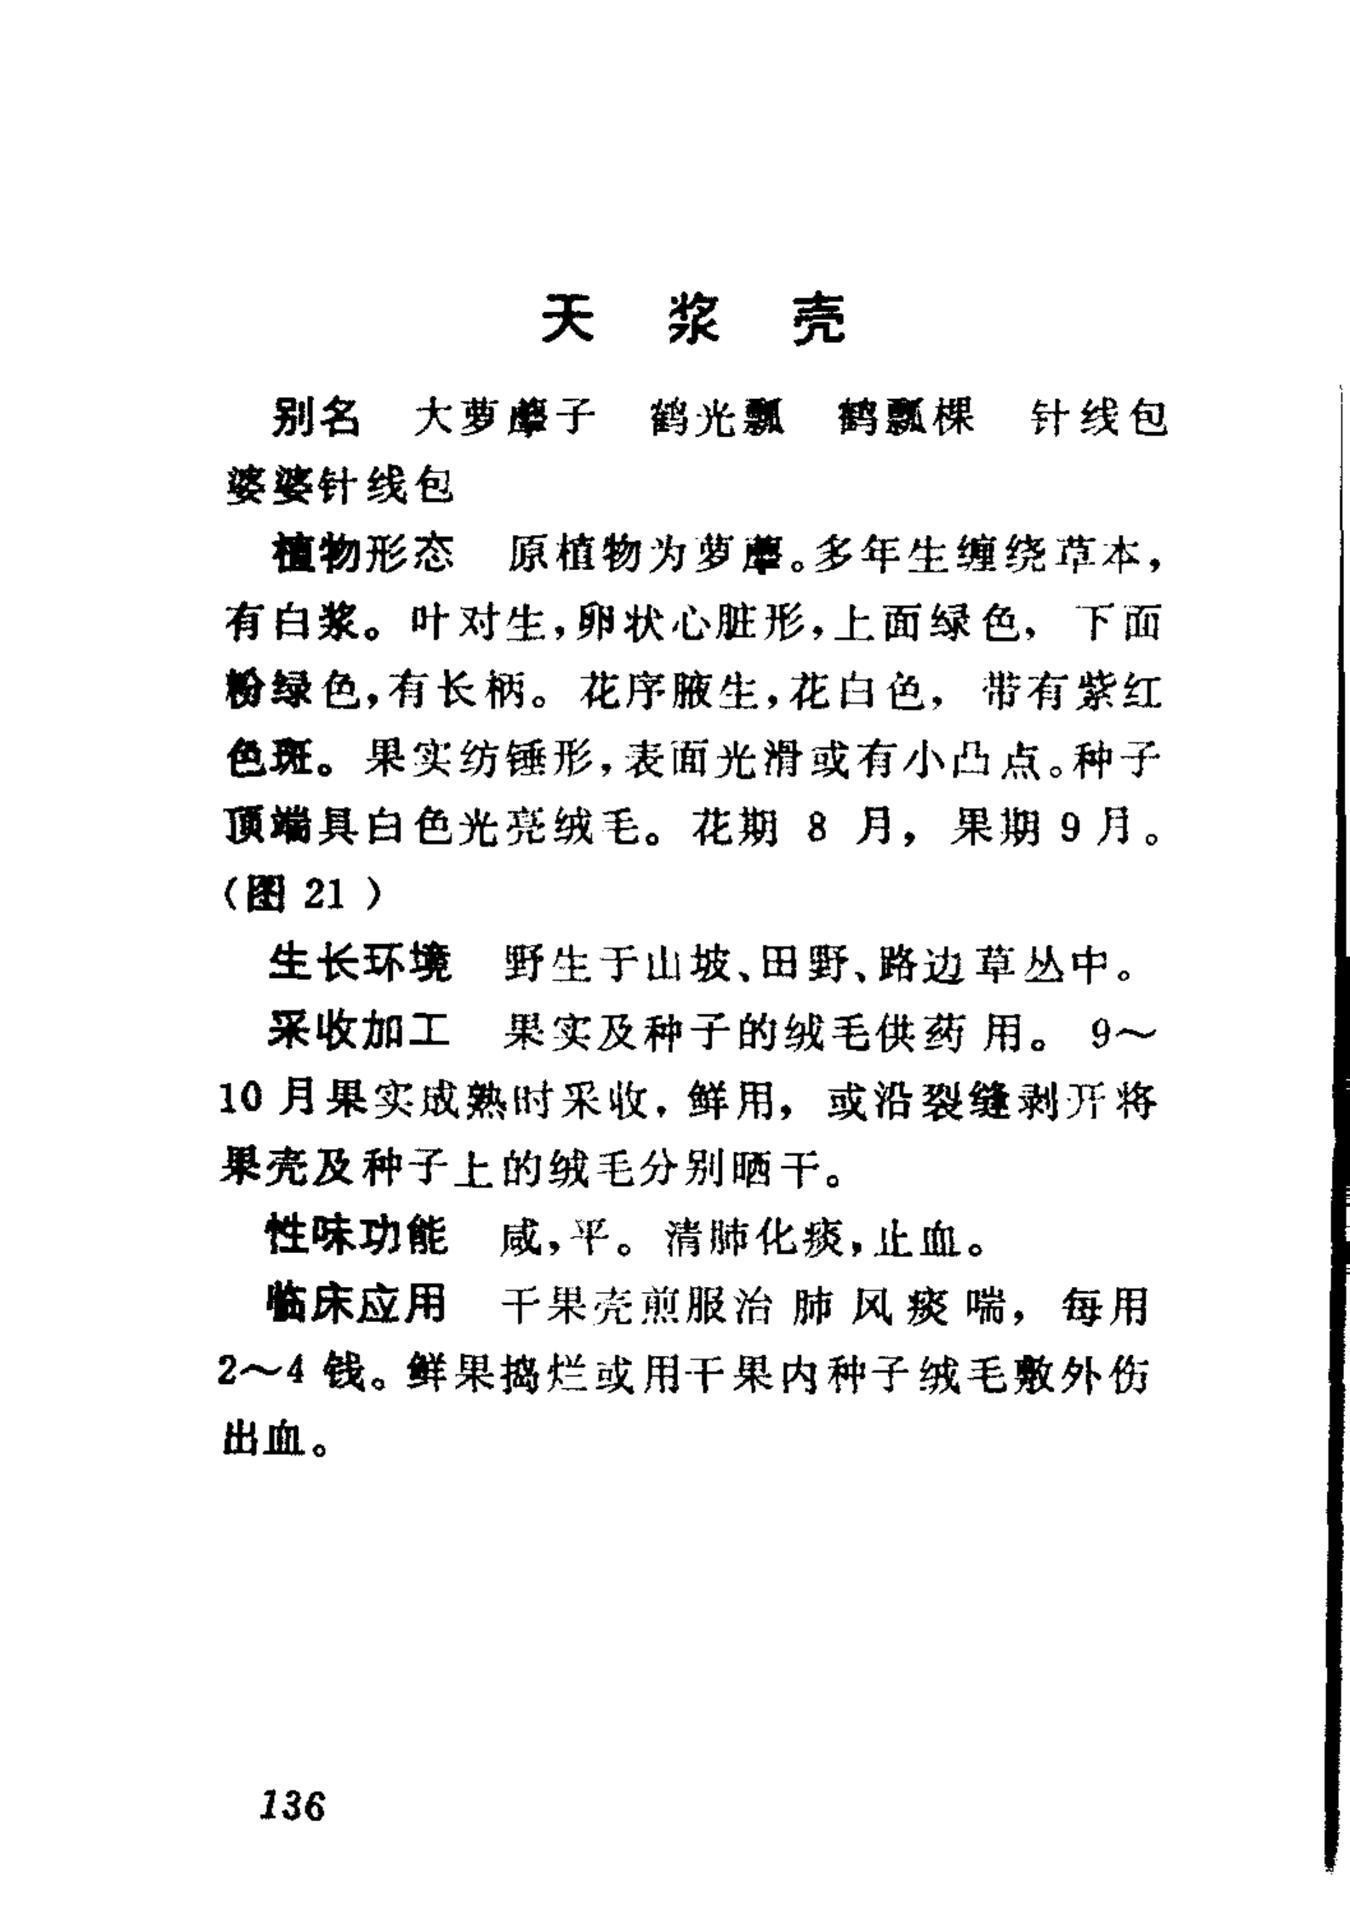 天浆壳
别名 大萝藦子 鹤光瓢 鹤瓢棵 针线包
婆婆针线包
植物形态 原植物为萝藦。多年生缠绕草本，
有白浆。叶对生，卵状心脏形，上面绿色，下面
粉绿色，有长柄。花序腋生，花白色，带有紫红
色斑。果实纺锤形，表面光滑或有小凸点。种子
顶端具白色光亮绒毛。花期 8 月，果期 9 月。
（图 21 ）
生长环境 野生于山坡、田野、路边草丛中。
采收加工 果实及种子的绒毛供药用。 9～
10 月果实成熟时采收，鲜用，或沿裂缝剥开将
果壳及种子上的绒毛分别晒干。
性味功能 咸，平。清肺化痰，止血。
临床应用 干果壳煎服治肺风痰喘，每用
2～4 钱。鲜果捣烂或用干果内种子绒毛敷外伤
出血。
136